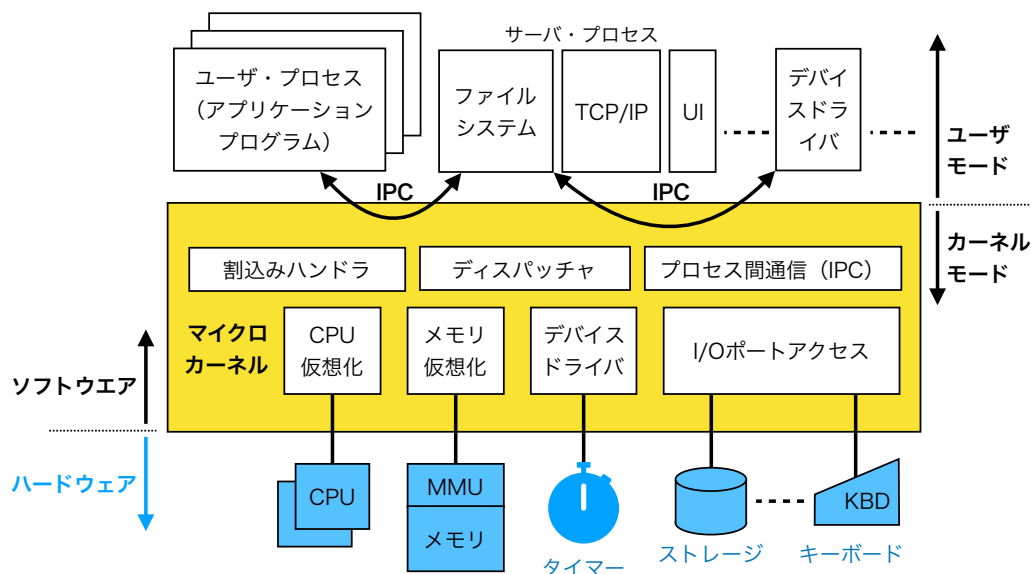 サーバ・プロセス
ユーザ・プロセス
（アプリケーション
プログラム）
ファイル
システム
TCP/IP
UI
デバイ
スドラ
イバ
ユーザ
モード
IPC
IPC
カーネル
モード
割込みハンドラ
ディスパッチャ
プロセス間通信（IPC）
マイクロ
カーネル
CPU
仮想化
メモリ
仮想化
デバイス
ドライバ
I/Oポートアクセス
ソフトウエア
ハードウェア
CPU
MMU
メモリ
タイマー
ストレージ
KBD
キーボード